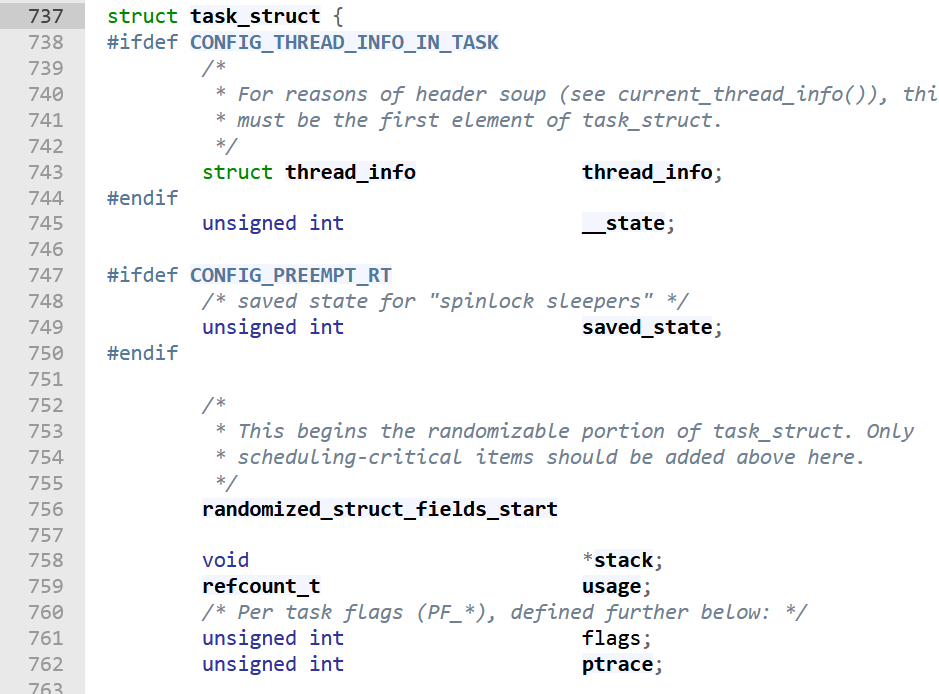 737 struct task_struct {
738 #ifdef CONFIG_THREAD_INFO_IN_TASK
739 /*
740 * For reasons of header soup (see current_thread_info()), thi
741 * must be the first element of task_struct.
742 */
743 struct thread_info thread_info;
744 #endif
745 unsigned int __state;
746
747 #ifdef CONFIG_PREEMPT_RT
748 /* saved state for "spinlock sleepers" */
749 unsigned int saved_state;
750 #endif
751
752 /*
753 * This begins the randomizable portion of task_struct. Only
754 * scheduling-critical items should be added above here.
755 */
756 randomized_struct_fields_start
757
758 void *stack;
759 refcount_t usage;
760 /* Per task flags (PF_*), defined further below: */
761 unsigned int flags;
762 unsigned int ptrace;
763